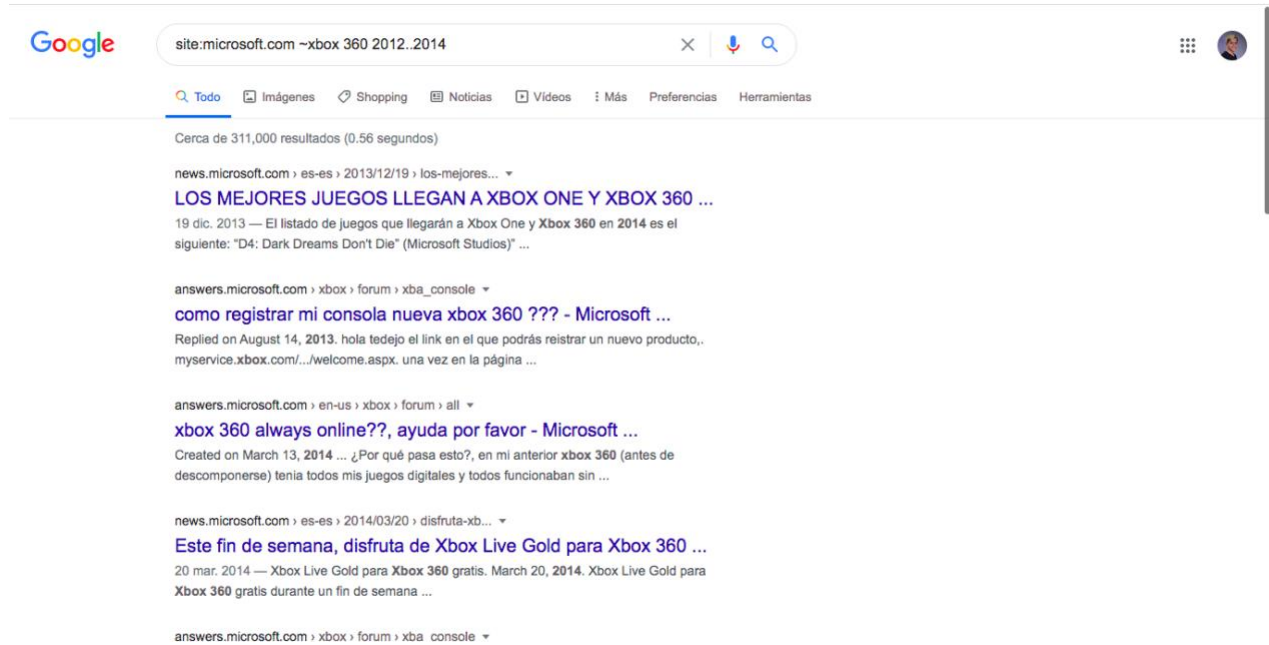 Google
site:microsoft.com ~xbox 360 2012..2014
Todo Imágenes Shopping Noticias Vídeos Más Preferencias Herramientas
Cerca de 311,000 resultados (0.56 segundos)
news.microsoft.com › es-es › 2013/12/19 › los-mejores...
LOS MEJORES JUEGOS LLEGAN A XBOX ONE Y XBOX 360 ...
19 dic. 2013 — El listado de juegos que llegarán a Xbox One y Xbox 360 en 2014 es el
siguiente: "D4: Dark Dreams Don't Die" (Microsoft Studios)" ...
answers.microsoft.com › xbox › forum › xba_console
como registrar mi consola nueva xbox 360 ??? - Microsoft ...
Replied on August 14, 2013. hola tedejo el link en el que podrás reistrar un nuevo producto,.
myservice.xbox.com/.../welcome.aspx. una vez en la página ...
answers.microsoft.com › en-us › xbox › forum › all
xbox 360 always online??, ayuda por favor - Microsoft ...
Created on March 13, 2014 ... ¿Por qué pasa esto?, en mi anterior xbox 360 (antes de
descomponerse) tenia todos mis juegos digitales y todos funcionaban sin ...
news.microsoft.com › es-es › 2014/03/20 › disfruta-xb...
Este fin de semana, disfruta de Xbox Live Gold para Xbox 360 ...
20 mar. 2014 — Xbox Live Gold para Xbox 360 gratis. March 20, 2014. Xbox Live Gold para
Xbox 360 gratis durante un fin de semana ...
answers.microsoft.com › xbox › forum › xba_console